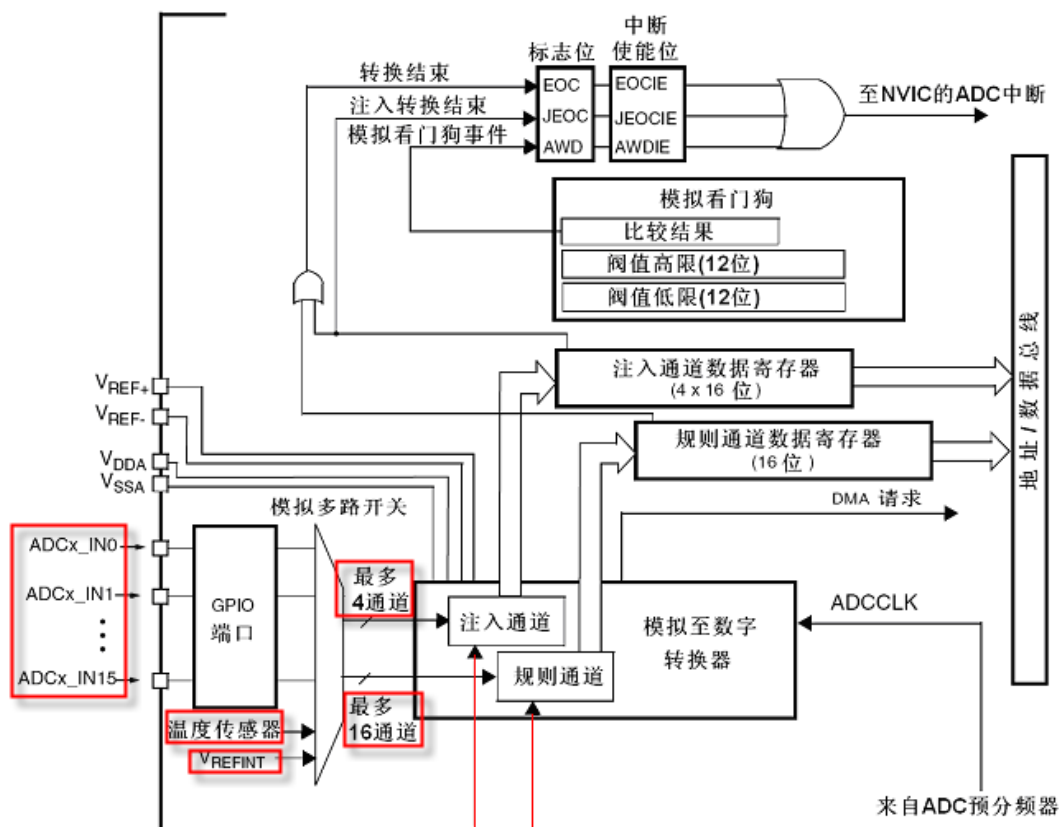 中断
标志位 使能位
转换结束
注入转换结束
模拟看门狗事件
EOC
JEOC
AWD
EOCIE
JEOCIE
AWDIE
至NVIC的ADC中断
模拟看门狗
比较结果
阀值高限(12位)
阀值低限(12位)
注入通道数据寄存器
(4 x 16 位)
规则通道数据寄存器
(16 位)
地址/数据总线
VREF+
VREF-
VDDA
VSSA
模拟多路开关
DMA 请求
ADCx_IN0
ADCx_IN1
ADCx_IN15
GPIO
端口
温度传感器
VREFINT
最多
4通道
最多
16通道
注入通道
规则通道
模拟至数字
转换器
ADCCLK
来自ADC预分频器